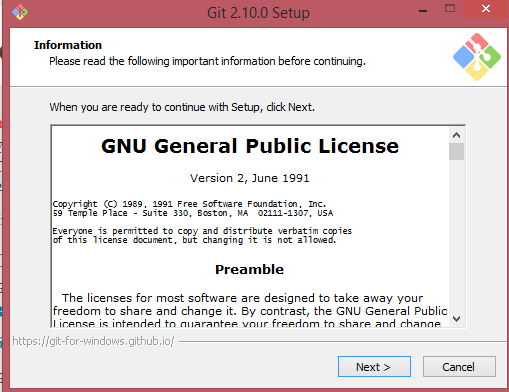 Git 2.10.0 Setup
Information
Please read the following important information before continuing.
When you are ready to continue with Setup, click Next.
GNU General Public License
Version 2, June 1991
Copyright (C) 1989, 1991 Free Software Foundation, Inc.
59 Temple Place - Suite 330, Boston, MA  02111-1307, USA
Everyone is permitted to copy and distribute verbatim copies
of this license document, but changing it is not allowed.
Preamble
The licenses for most software are designed to take away your
freedom to share and change it. By contrast, the GNU General Public
License is intended to guarantee your freedom to share and change
https://git-for-windows.github.io/
Next >
Cancel